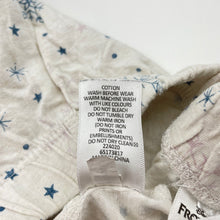 COTTON
WASH BEFORE WEAR
WARM MACHINE WASH
WITH LIKE COLOURS
DO NOT BLEACH
DO NOT TUMBLE DRY
WARM IRON
(DO NOT IRON
PRINTS OR
EMBELLISHMENTS)
DO NOT DRY CLEAN
224020
65173817
MADE IN CHINA